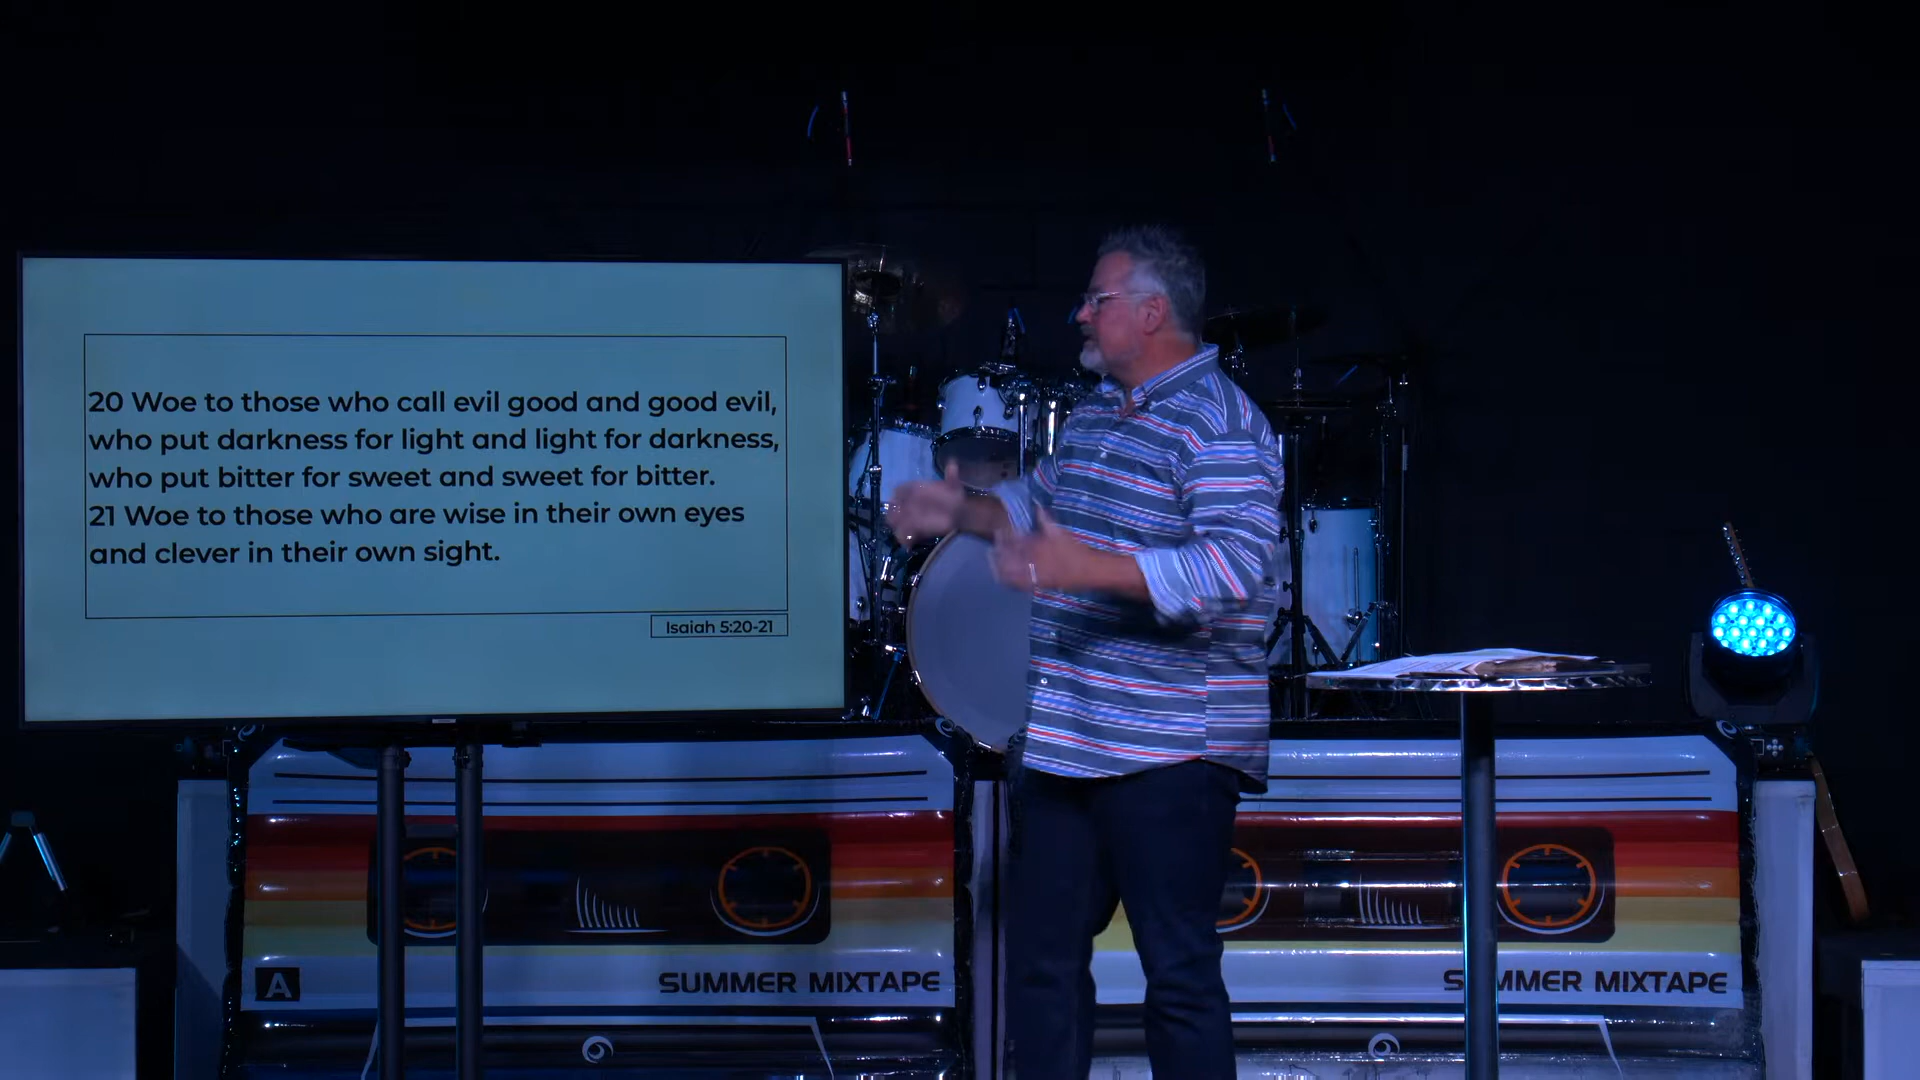 20 Woe to those who call evil good and good evil,
who put darkness for light and light for darkness,
who put bitter for sweet and sweet for bitter.
21 Woe to those who are wise in their own eyes
and clever in their own sight.
Isaiah 5:20-21
A
SUMMER MIXTAPE
SUMMER MIXTAPE